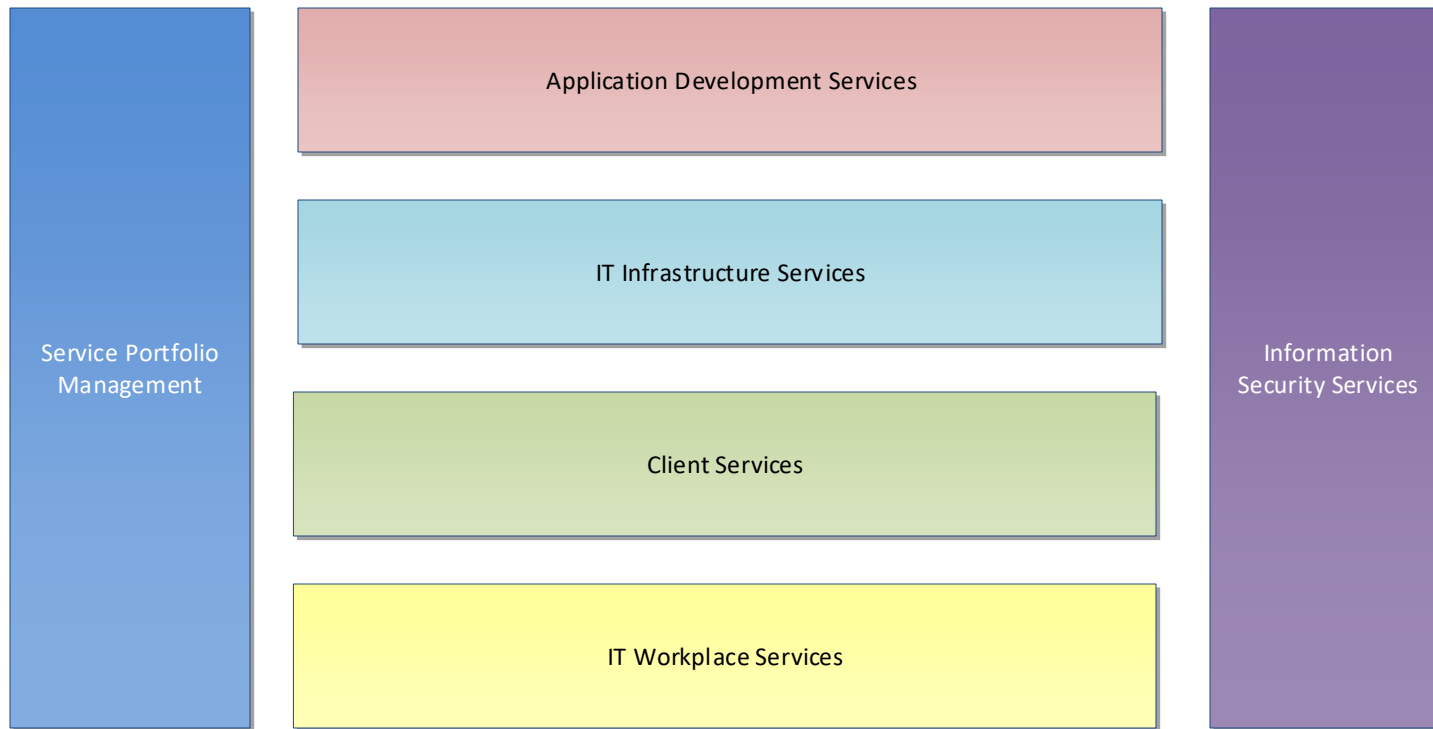 Service Portfolio
Management
Application Development Services
IT Infrastructure Services
Client Services
IT Workplace Services
Information
Security Services